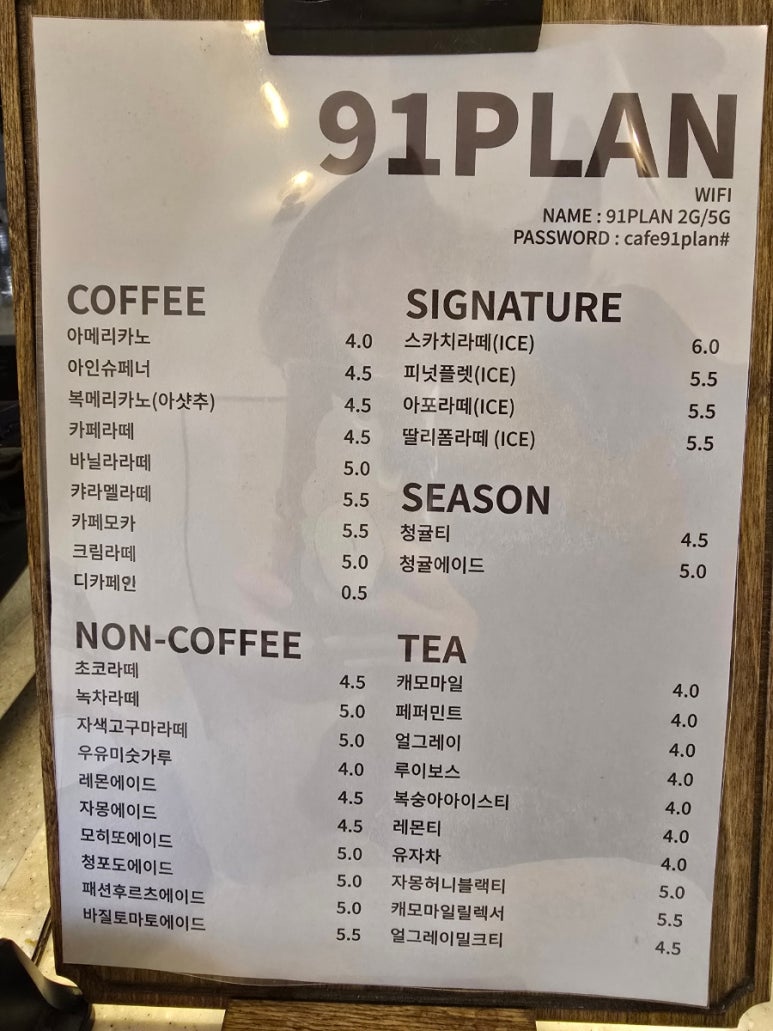 91PLAN
WIFI
NAME : 91PLAN 2G/5G
PASSWORD : cafe91plan#
COFFEE
아메리카노 4.0
아인슈페너 4.5
복메리카노(아샷추) 4.5
카페라떼 4.5
바닐라라떼 5.0
캬라멜라떼 5.5
카페모카 5.5
크림라떼 5.0
디카페인 0.5
NON-COFFEE
초코라떼 4.5
녹차라떼 5.0
자색고구마라떼 5.0
우유미숫가루 4.0
레몬에이드 4.5
자몽에이드 4.5
모히또에이드 5.0
청포도에이드 5.0
패션후르츠에이드 5.0
바질토마토에이드 5.5
SIGNATURE
스카치라떼(ICE) 6.0
피넛플렛(ICE) 5.5
아포라떼(ICE) 5.5
딸리폼라떼 (ICE) 5.5
SEASON
청귤티 4.5
청귤에이드 5.0
TEA
캐모마일 4.0
페퍼민트 4.0
얼그레이 4.0
루이보스 4.0
복숭아아이스티 4.0
레몬티 4.0
유자차 4.0
자몽허니블랙티 5.0
캐모마일릴렉서 5.5
얼그레이밀크티 4.5